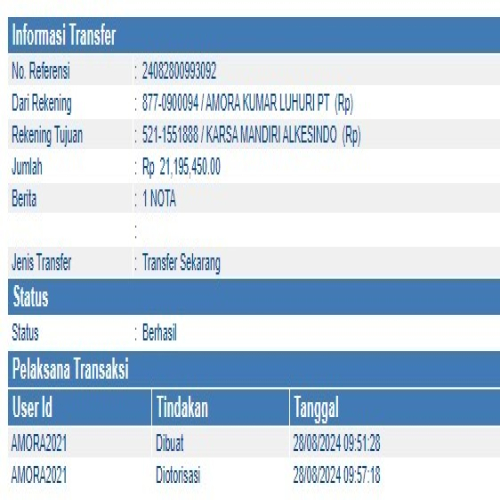 Informasi Transfer
No. Referensi : 24082800993092
Dari Rekening : 877-0900094 / AMORA KUMAR LUHURI PT (Rp)
Rekening Tujuan : 521-1551888 / KARSA MANDIRI ALKESINDO (Rp)
Jumlah : Rp 21,195,450.00
Berita : 1 NOTA
:
Jenis Transfer : Transfer Sekarang
Status
Status : Berhasil
Pelaksana Transaksi
User Id Tindakan Tanggal
AMORA2021 Dibuat 28/08/2024 09:51:28
AMORA2021 Diotorisasi 28/08/2024 09:57:18